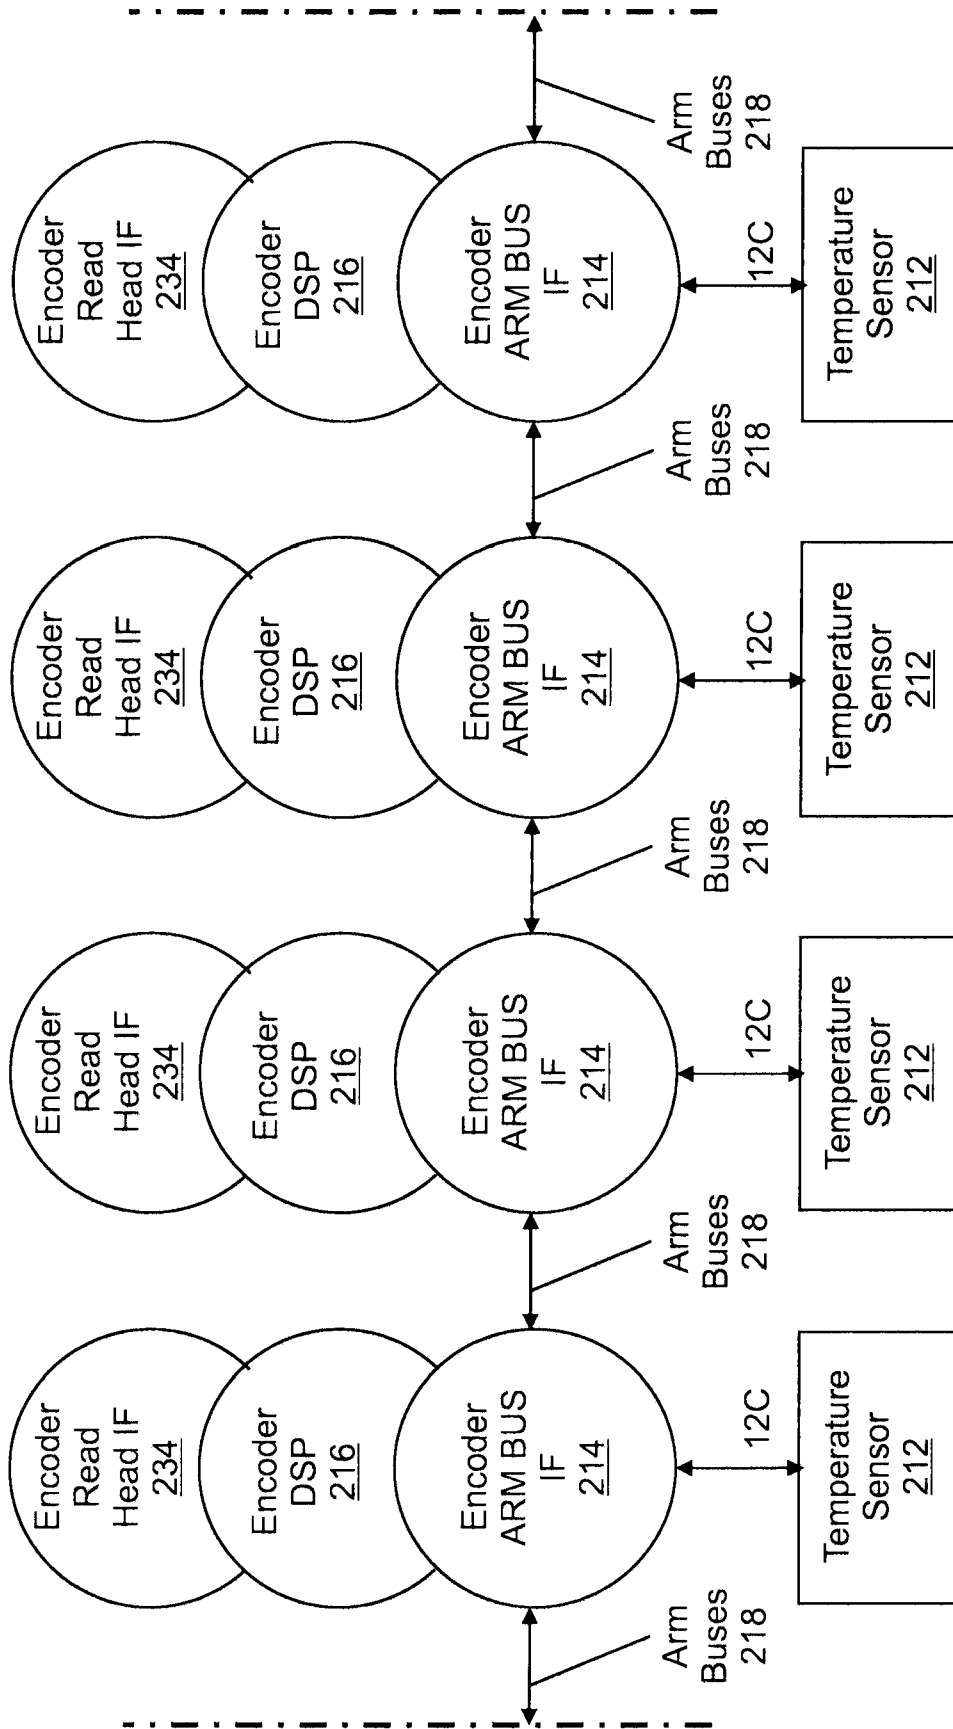 Encoder
Read
Head IF
234
Encoder
DSP
216
Encoder
ARM BUS
IF
214
12C
Temperature
Sensor
212
Encoder
Read
Head IF
234
Encoder
DSP
216
Encoder
ARM BUS
IF
214
12C
Temperature
Sensor
212
Encoder
Read
Head IF
234
Encoder
DSP
216
Encoder
ARM BUS
IF
214
12C
Temperature
Sensor
212
Encoder
Read
Head IF
234
Encoder
DSP
216
Encoder
ARM BUS
IF
214
12C
Temperature
Sensor
212
Arm
Buses
218
Arm
Buses
218
Arm
Buses
218
Arm
Buses
218
Arm
Buses
218